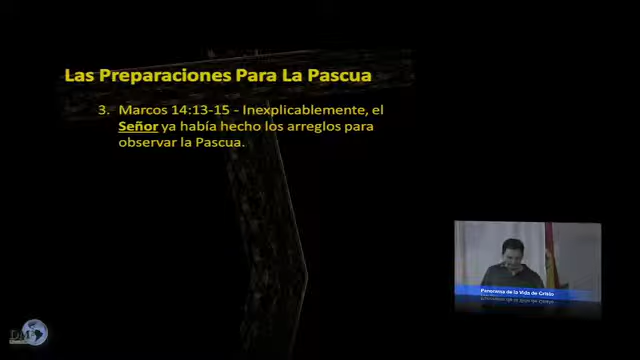 Las Preparaciones Para La Pascua
3. Marcos 14:13-15 - Inexplicablemente, el
Señor ya había hecho los arreglos para
observar la Pascua.
Panorama de la Vida de Cristo
DM